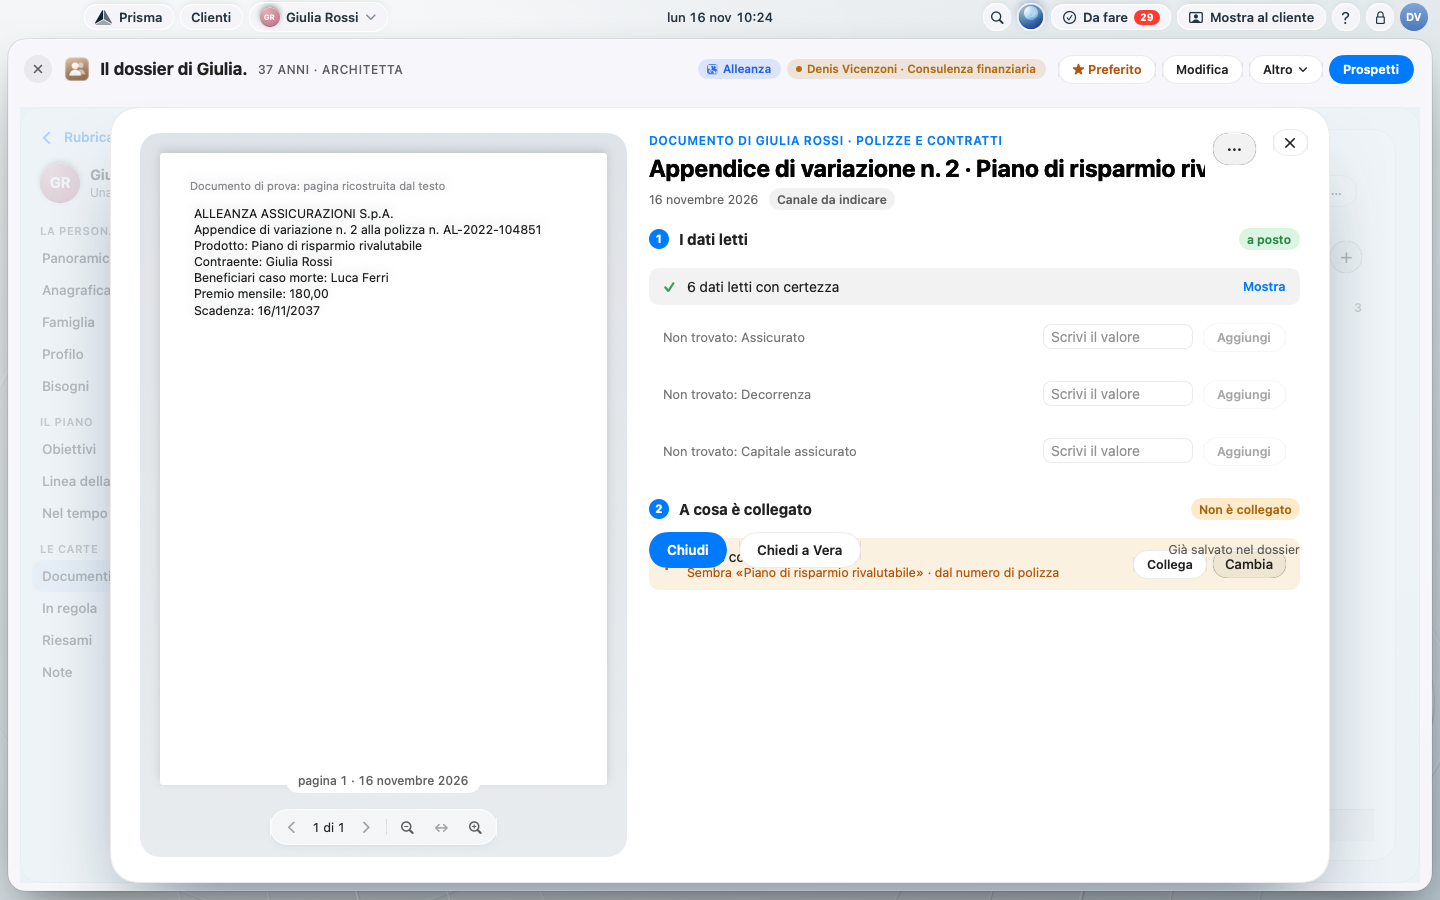 Prisma
Clienti
GR
Giulia Rossi
lun 16 nov 10:24
Da fare 29
Mostra al cliente
?
DV
Il dossier di Giulia.
37 ANNI · ARCHITETTA
Alleanza
Denis Vicenzoni · Consulenza finanziaria
Preferito
Modifica
Altro
Prospetti
Rubrica
GR
Giu
Una
LA PERSON
Panoramic
Anagrafica
Famiglia
Profilo
Bisogni
IL PIANO
Obiettivi
Linea della
Nel tempo
LE CARTE
Documenti
In regola
Riesami
Note
3
Documento di prova: pagina ricostruita dal testo
ALLEANZA ASSICURAZIONI S.p.A.
Appendice di variazione n. 2 alla polizza n. AL-2022-104851
Prodotto: Piano di risparmio rivalutabile
Contraente: Giulia Rossi
Beneficiari caso morte: Luca Ferri
Premio mensile: 180,00
Scadenza: 16/11/2037
pagina 1 · 16 novembre 2026
1 di 1
DOCUMENTO DI GIULIA ROSSI · POLIZZE E CONTRATTI
Appendice di variazione n. 2 · Piano di risparmio riv
16 novembre 2026
Canale da indicare
1 I dati letti
a posto
6 dati letti con certezza
Mostra
Non trovato: Assicurato
Scrivi il valore
Aggiungi
Non trovato: Decorrenza
Scrivi il valore
Aggiungi
Non trovato: Capitale assicurato
Scrivi il valore
Aggiungi
2 A cosa è collegato
Non è collegato
Chiudi
Chiedi a Vera
Già salvato nel dossier
Sembra «Piano di risparmio rivalutabile» · dal numero di polizza
Collega
Cambia